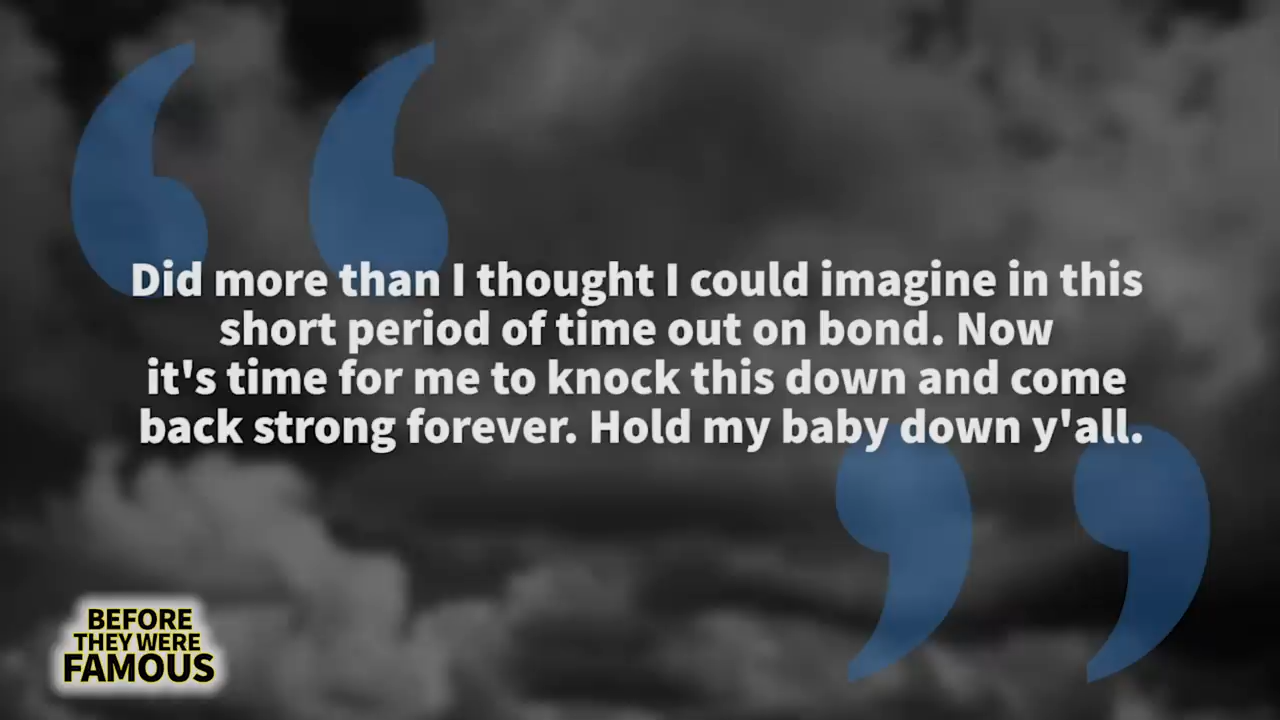 Did more than I thought I could imagine in this
short period of time out on bond. Now
it's time for me to knock this down and come
back strong forever. Hold my baby down y'all.
BEFORE
THEY WERE
FAMOUS